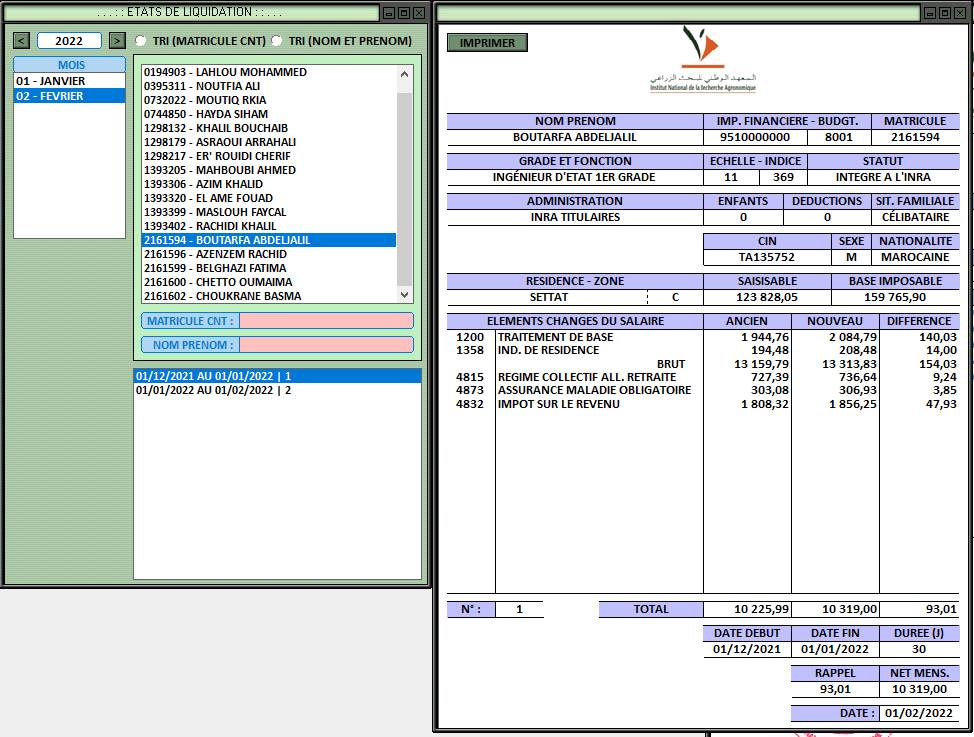 . . . : : ETATS DE LIQUIDATION : : . . .
< 2022 > TRI (MATRICULE CNT) TRI (NOM ET PRENOM)
MOIS
01 - JANVIER
02 - FEVRIER
0194903 - LAHLOU MOHAMMED
0395311 - NOUTFIA ALI
0732022 - MOUTIQ RKIA
0744850 - HAYDA SIHAM
1298132 - KHALIL BOUCHAIB
1298179 - ASRAOUI ARRAHALI
1298217 - ER' ROUIDI CHERIF
1393205 - MAHBOUBI AHMED
1393306 - AZIM KHALID
1393320 - EL AME FOUAD
1393399 - MASLOUH FAYCAL
1393402 - RACHIDI KHALIL
2161594 - BOUTARFA ABDELJALIL
2161596 - AZENZEM RACHID
2161599 - BELGHAZI FATIMA
2161600 - CHETTO OUMAIMA
2161602 - CHOUKRANE BASMA
MATRICULE CNT :
NOM PRENOM :
01/12/2021 AU 01/01/2022 | 1
01/01/2022 AU 01/02/2022 | 2
IMPRIMER
المعهد الوطني للبحث الزراعي
Institut National de la Recherche Agronomique
NOM PRENOM IMP. FINANCIERE - BUDGT. MATRICULE
BOUTARFA ABDELJALIL 9510000000 8001 2161594
GRADE ET FONCTION ECHELLE - INDICE STATUT
INGÉNIEUR D'ETAT 1ER GRADE 11 369 INTEGRE A L'INRA
ADMINISTRATION ENFANTS DEDUCTIONS SIT. FAMILIALE
INRA TITULAIRES 0 0 CÉLIBATAIRE
CIN SEXE NATIONALITE
TA135752 M MAROCAINE
RESIDENCE - ZONE SAISISABLE BASE IMPOSABLE
SETTAT C 123 828,05 159 765,90
ELEMENTS CHANGES DU SALAIRE ANCIEN NOUVEAU DIFFERENCE
1200 TRAITEMENT DE BASE 1 944,76 2 084,79 140,03
1358 IND. DE RESIDENCE 194,48 208,48 14,00
BRUT 13 159,79 13 313,83 154,03
4815 REGIME COLLECTIF ALL. RETRAITE 727,39 736,64 9,24
4873 ASSURANCE MALADIE OBLIGATOIRE 303,08 306,93 3,85
4832 IMPOT SUR LE REVENU 1 808,32 1 856,25 47,93
N° : 1 TOTAL 10 225,99 10 319,00 93,01
DATE DEBUT DATE FIN DUREE (J)
01/12/2021 01/01/2022 30
RAPPEL NET MENS.
93,01 10 319,00
DATE : 01/02/2022